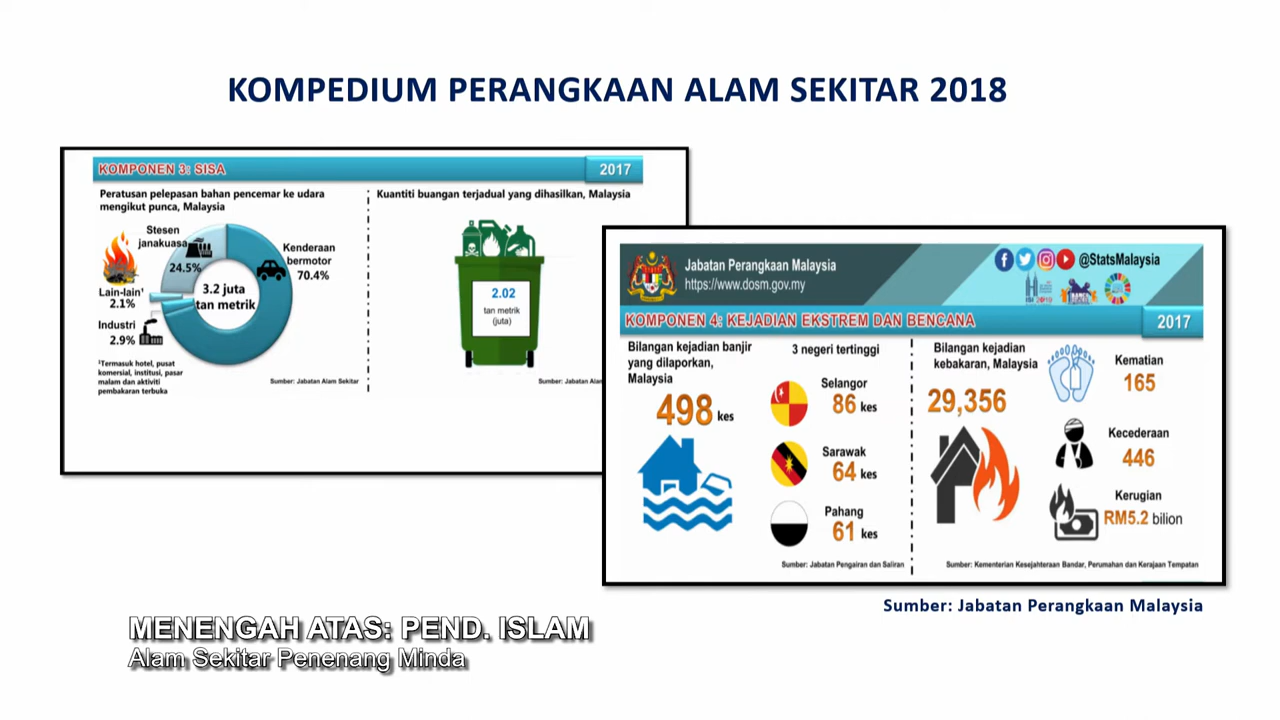 KOMPEDIUM PERANGKAAN ALAM SEKITAR 2018
KOMPONEN 3: SISA
2017
Peratusan pelepasan bahan pencemar ke udara
mengikut punca, Malaysia
Stesen
janakuasa
24.5%
Kenderaan
bermotor
70.4%
3.2 juta
tan metrik
Lain-lain¹
2.1%
Industri
2.9%
¹Termasuk hotel, pusat
komersial, institusi, pasar
malam dan aktiviti
pembakaran terbuka
Sumber: Jabatan Alam Sekitar
Kuantiti buangan terjadual yang dihasilkan, Malaysia
2.02
tan metrik
(juta)
Sumber: Jabatan Alam
Jabatan Perangkaan Malaysia
https://www.dosm.gov.my
@StatsMalaysia
KOMPONEN 4: KEJADIAN EKSTREM DAN BENCANA
2017
Bilangan kejadian banjir
yang dilaporkan,
Malaysia
498 kes
3 negeri tertinggi
Selangor
86 kes
Sarawak
64 kes
Pahang
61 kes
Sumber: Jabatan Pengairan dan Saliran
Bilangan kejadian
kebakaran, Malaysia
29,356
Kematian
165
Kecederaan
446
Kerugian
RM5.2 bilion
Sumber: Kementerian Kesejahteraan Bandar, Perumahan dan Kerajaan Tempatan
Sumber: Jabatan Perangkaan Malaysia
MENENGAH ATAS: PEND. ISLAM
Alam Sekitar Penenang Minda